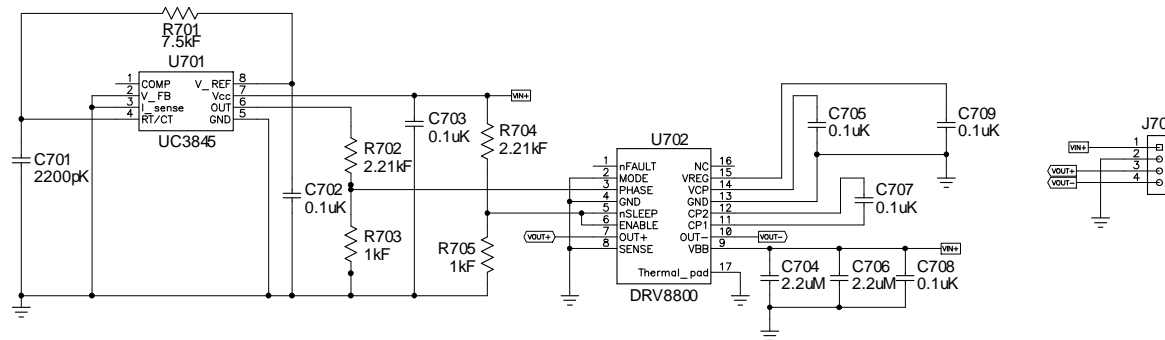 R701
7.5kF
U701
1 COMP V_REF 8
2 V_FB Vcc 7
3 I_sense OUT 6
4 RT/CT GND 5
UC3845
C701
2200pK
C702
0.1uK
R702
2.21kF
R703
1kF
C703
0.1uK
R704
2.21kF
R705
1kF
VIN+
U702
1 nFAULT NC 16
2 MODE VREG 15
3 PHASE VCP 14
4 GND GND 13
5 nSLEEP CP2 12
6 ENABLE CP1 11
7 OUT+ OUT- 10
8 SENSE VBB 9
Thermal_pad 17
DRV8800
VOUT+
VOUT-
C705
0.1uK
C709
0.1uK
C707
0.1uK
VIN+
C704
2.2uM
C706
2.2uM
C708
0.1uK
VIN+ 1
2
VOUT+ 3
VOUT- 4